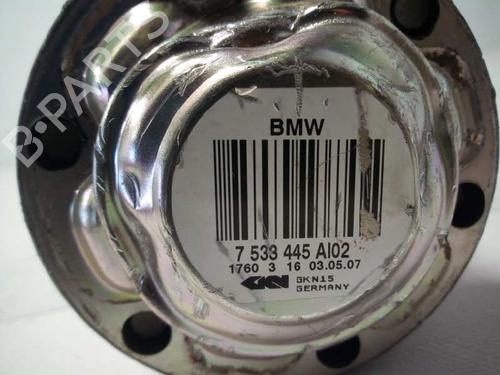 B-PARTS
BMW
7 533 445 AI02
1760 3 16 03.05.07
GKN GKN15
GERMANY